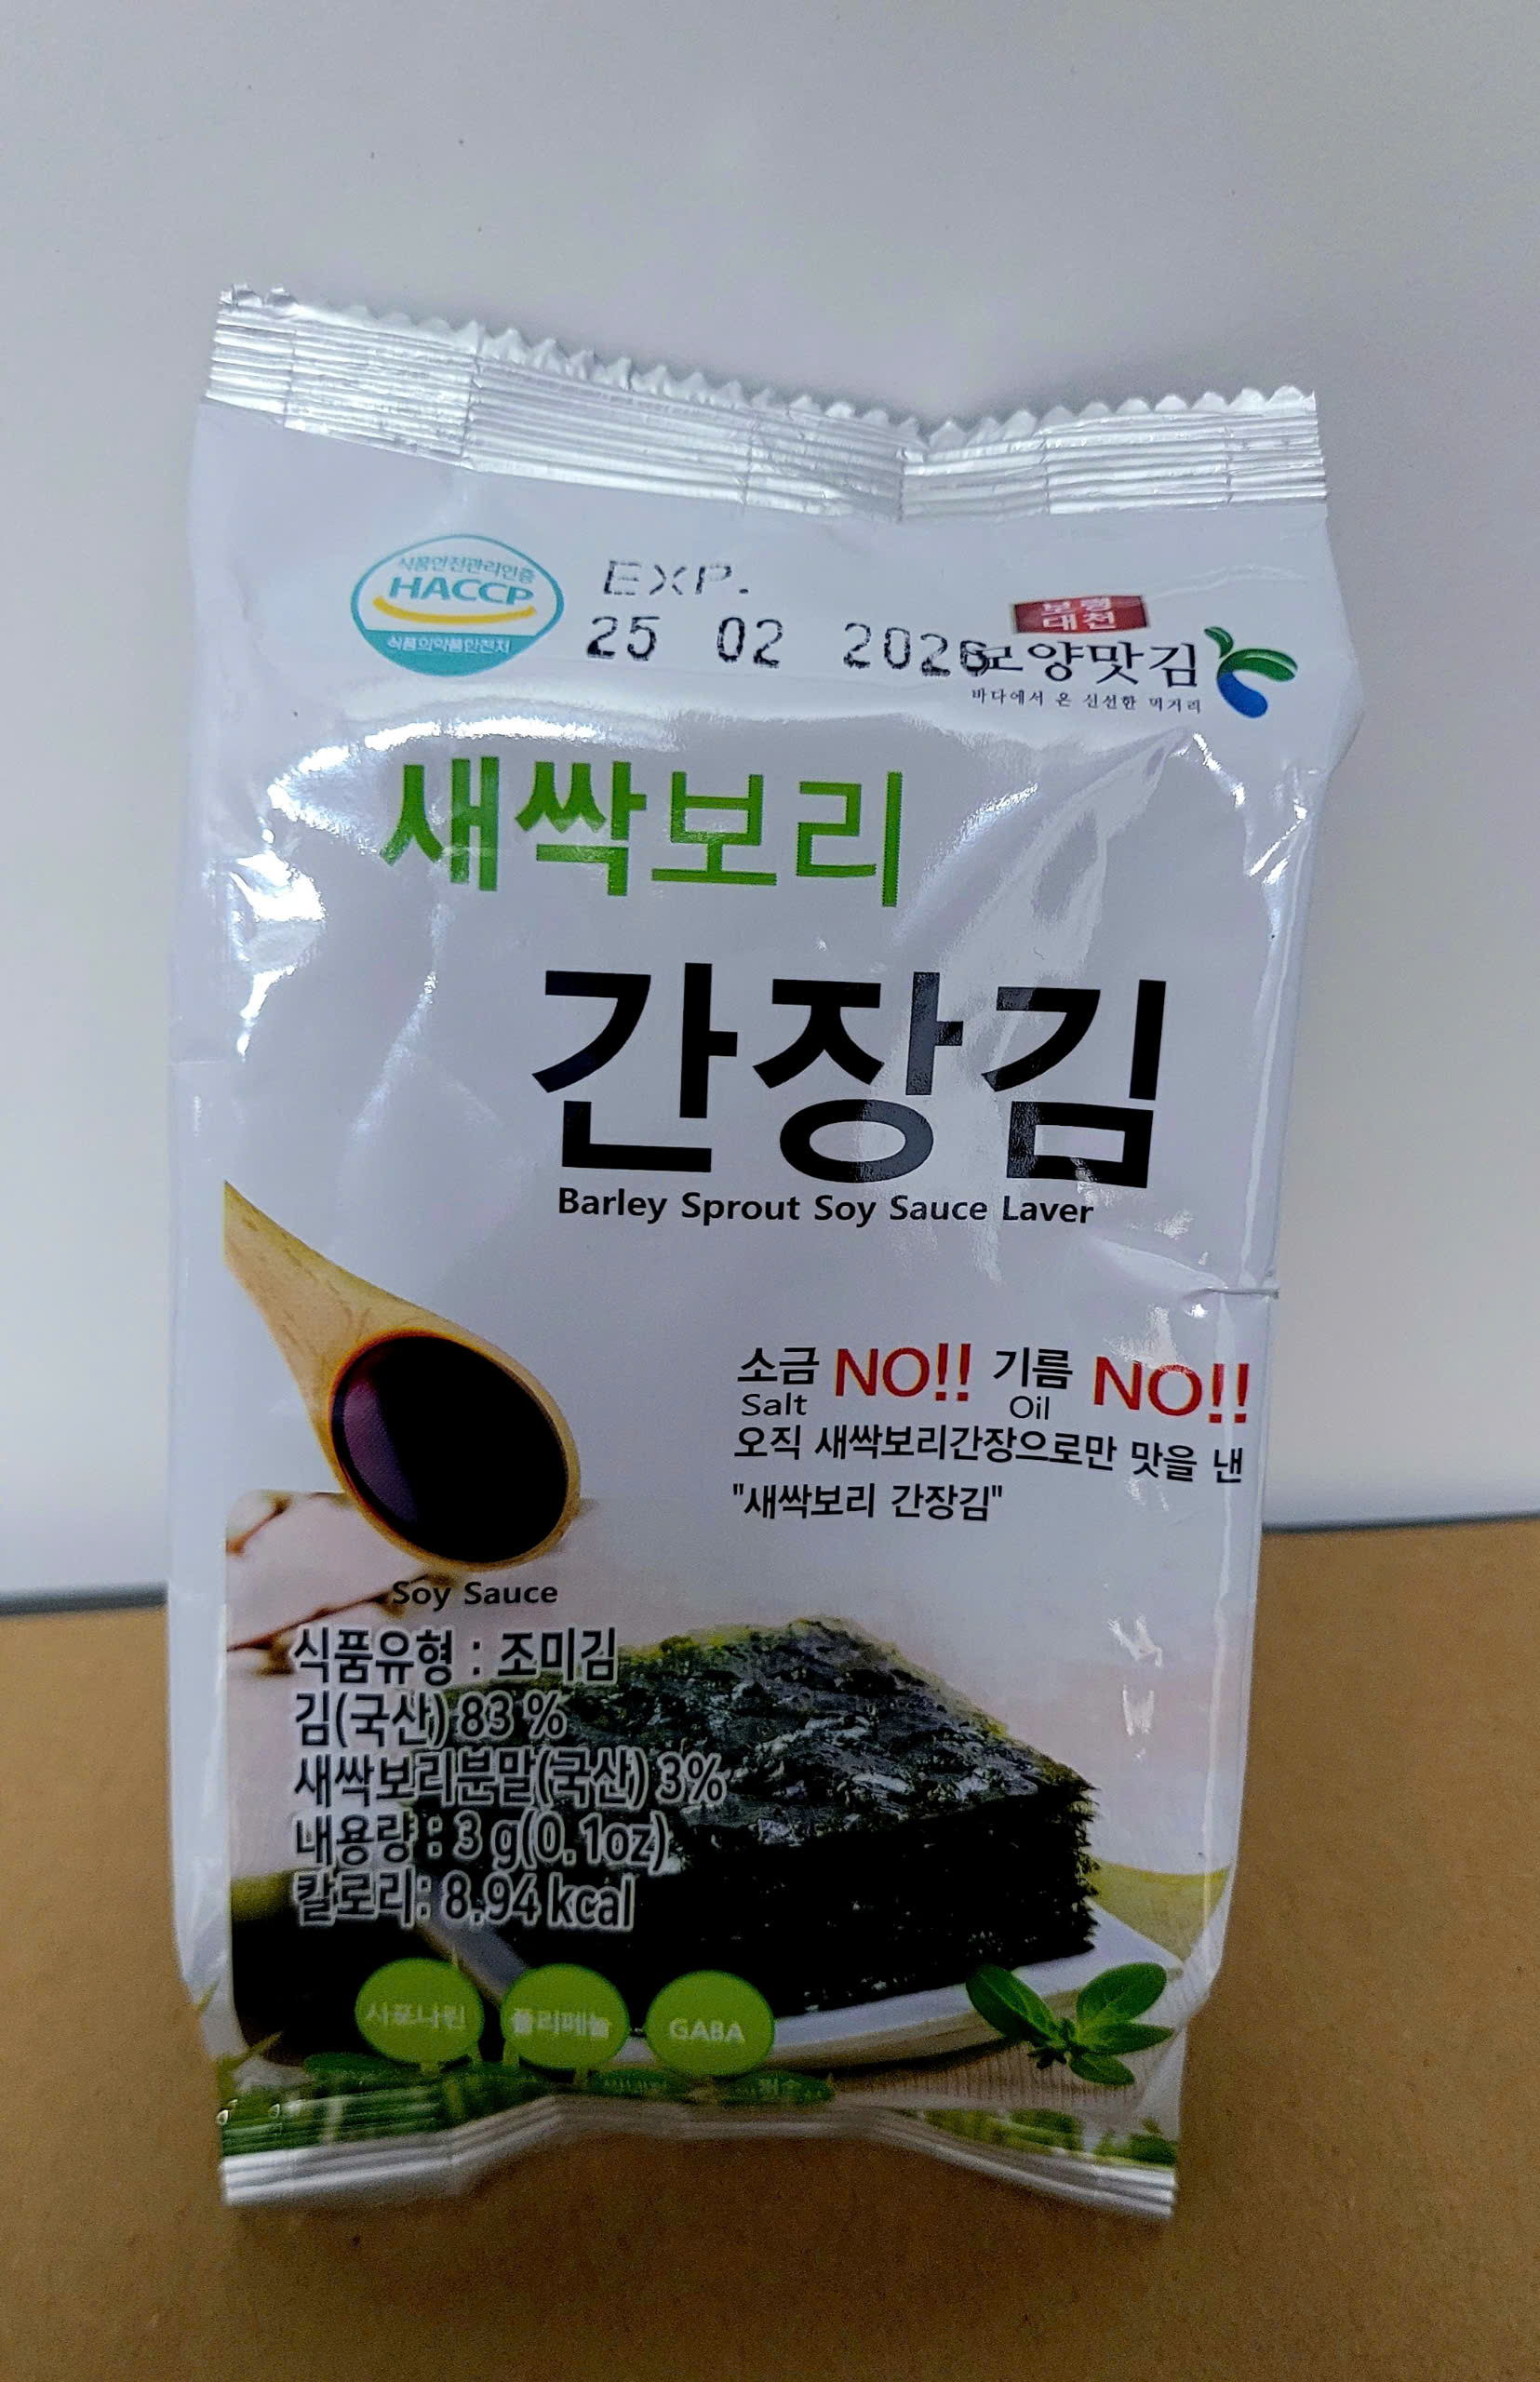 식품안전관리인증
HACCP
식품의약품안전처
EXP.
25 02 2026
보령
대천
모양맛김
바다에서 온 신선한 먹거리
새싹보리
간장김
Barley Sprout Soy Sauce Laver
소금 NO!! 기름 NO!!
Salt Oil
오직 새싹보리간장으로만 맛을 낸
"새싹보리 간장김"
Soy Sauce
식품유형 : 조미김
김(국산) 83 %
새싹보리분말(국산) 3%
내용량 : 3 g(0.1oz)
칼로리: 8.94 kcal
사포나린 폴리페놀 GABA